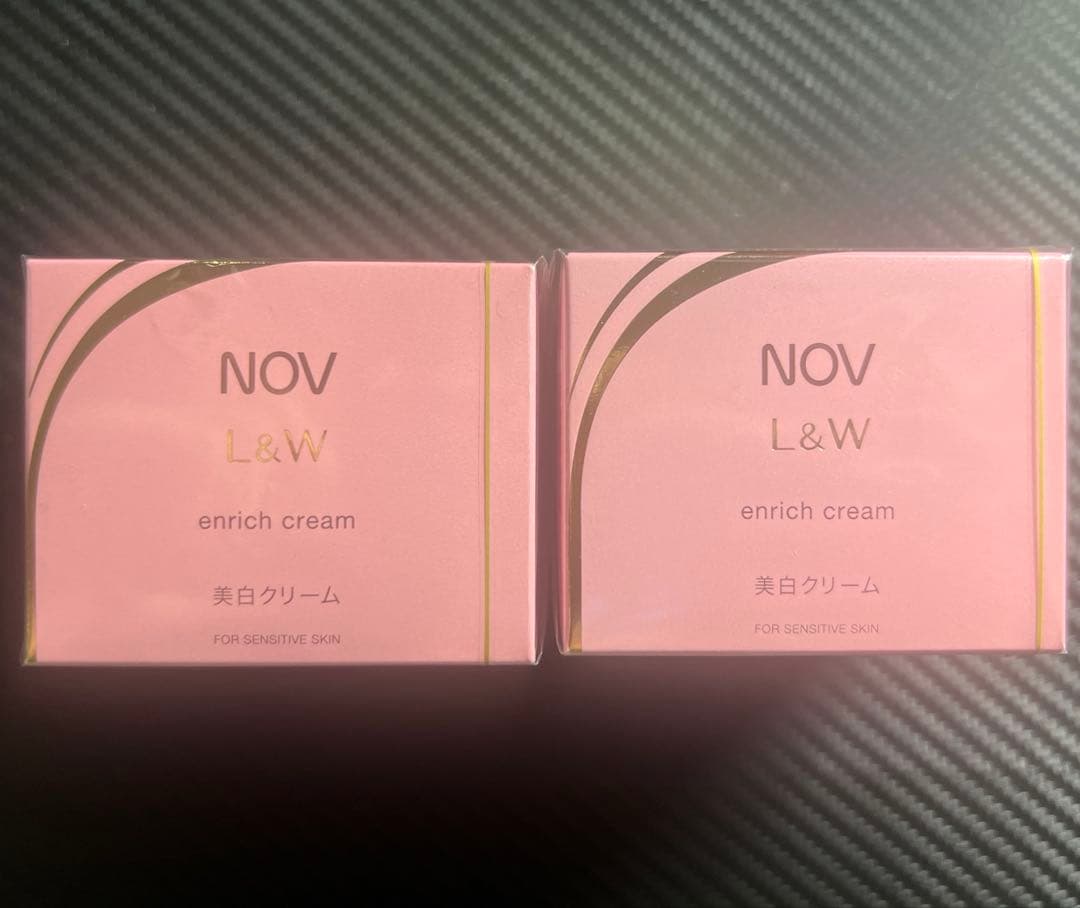 NOV
L&W
enrich cream
美白クリーム
FOR SENSITIVE SKIN
NOV
L&W
enrich cream
美白クリーム
FOR SENSITIVE SKIN